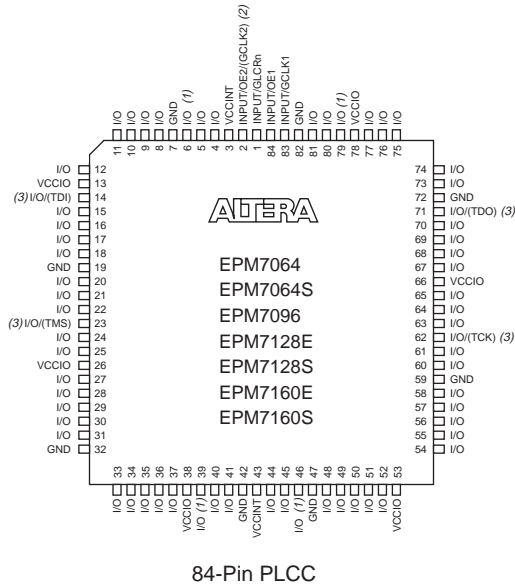 I/O
I/O
I/O
I/O
GND
I/O (1)
I/O
I/O
VCCINT
INPUT/OE2/(GCLK2) (2)
INPUT/GLCRn
INPUT/OE1
INPUT/GCLK1
GND
I/O
I/O
I/O (1)
VCCIO
I/O
I/O
I/O
11 10 9 8 7 6 5 4 3 2 1 84 83 82 81 80 79 78 77 76 75
I/O 12 74 I/O
VCCIO 13 73 I/O
(3) I/O/(TDI) 14 72 GND
I/O 15 71 I/O/(TDO) (3)
I/O 16 70 I/O
I/O 17 69 I/O
I/O 18 68 I/O
GND 19 67 I/O
I/O 20 66 VCCIO
I/O 21 65 I/O
I/O 22 64 I/O
(3) I/O/(TMS) 23 63 I/O
I/O 24 62 I/O/(TCK) (3)
I/O 25 61 I/O
VCCIO 26 60 I/O
I/O 27 59 GND
I/O 28 58 I/O
I/O 29 57 I/O
I/O 30 56 I/O
I/O 31 55 I/O
GND 32 54 I/O
ALTERA
EPM7064
EPM7064S
EPM7096
EPM7128E
EPM7128S
EPM7160E
EPM7160S
33 34 35 36 37 38 39 40 41 42 43 44 45 46 47 48 49 50 51 52 53
I/O
I/O
I/O
I/O
I/O
VCCIO
I/O (1)
I/O
I/O
GND
VCCINT
I/O
I/O
I/O (1)
GND
I/O
I/O
I/O
I/O
I/O
VCCIO
84-Pin PLCC